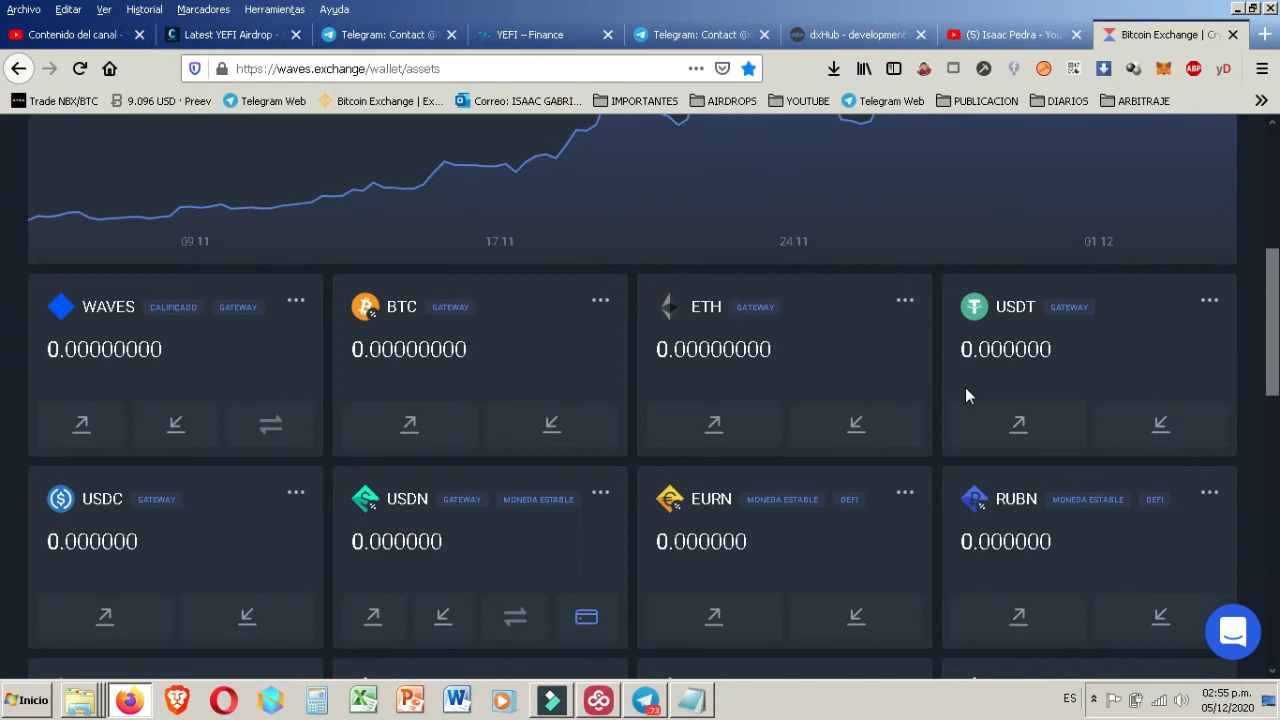 Archivo Editar Ver Historial Marcadores Herramientas Ayuda
Contenido del canal - Latest YEFI Airdrop - Telegram: Contact @ YEFI – Finance Telegram: Contact @ dxHub - development (5) Isaac Pedra - You Bitcoin Exchange | Cry
https://waves.exchange/wallet/assets
Trade NBX/BTC 9.096 USD · Preev Telegram Web Bitcoin Exchange | Ex... Correo: ISAAC GABRI... IMPORTANTES AIRDROPS YOUTUBE Telegram Web PUBLICACION DIARIOS ARBITRAJE
09.11 17.11 24.11 01.12
WAVES CALIFICADO GATEWAY BTC GATEWAY ETH GATEWAY USDT GATEWAY
0.00000000 0.00000000 0.00000000 0.000000
USDC GATEWAY USDN GATEWAY MONEDA ESTABLE EURN MONEDA ESTABLE DEFI RUBN MONEDA ESTABLE DEFI
0.000000 0.000000 0.000000 0.000000
Inicio 73 ES 02:55 p.m.
05/12/2020